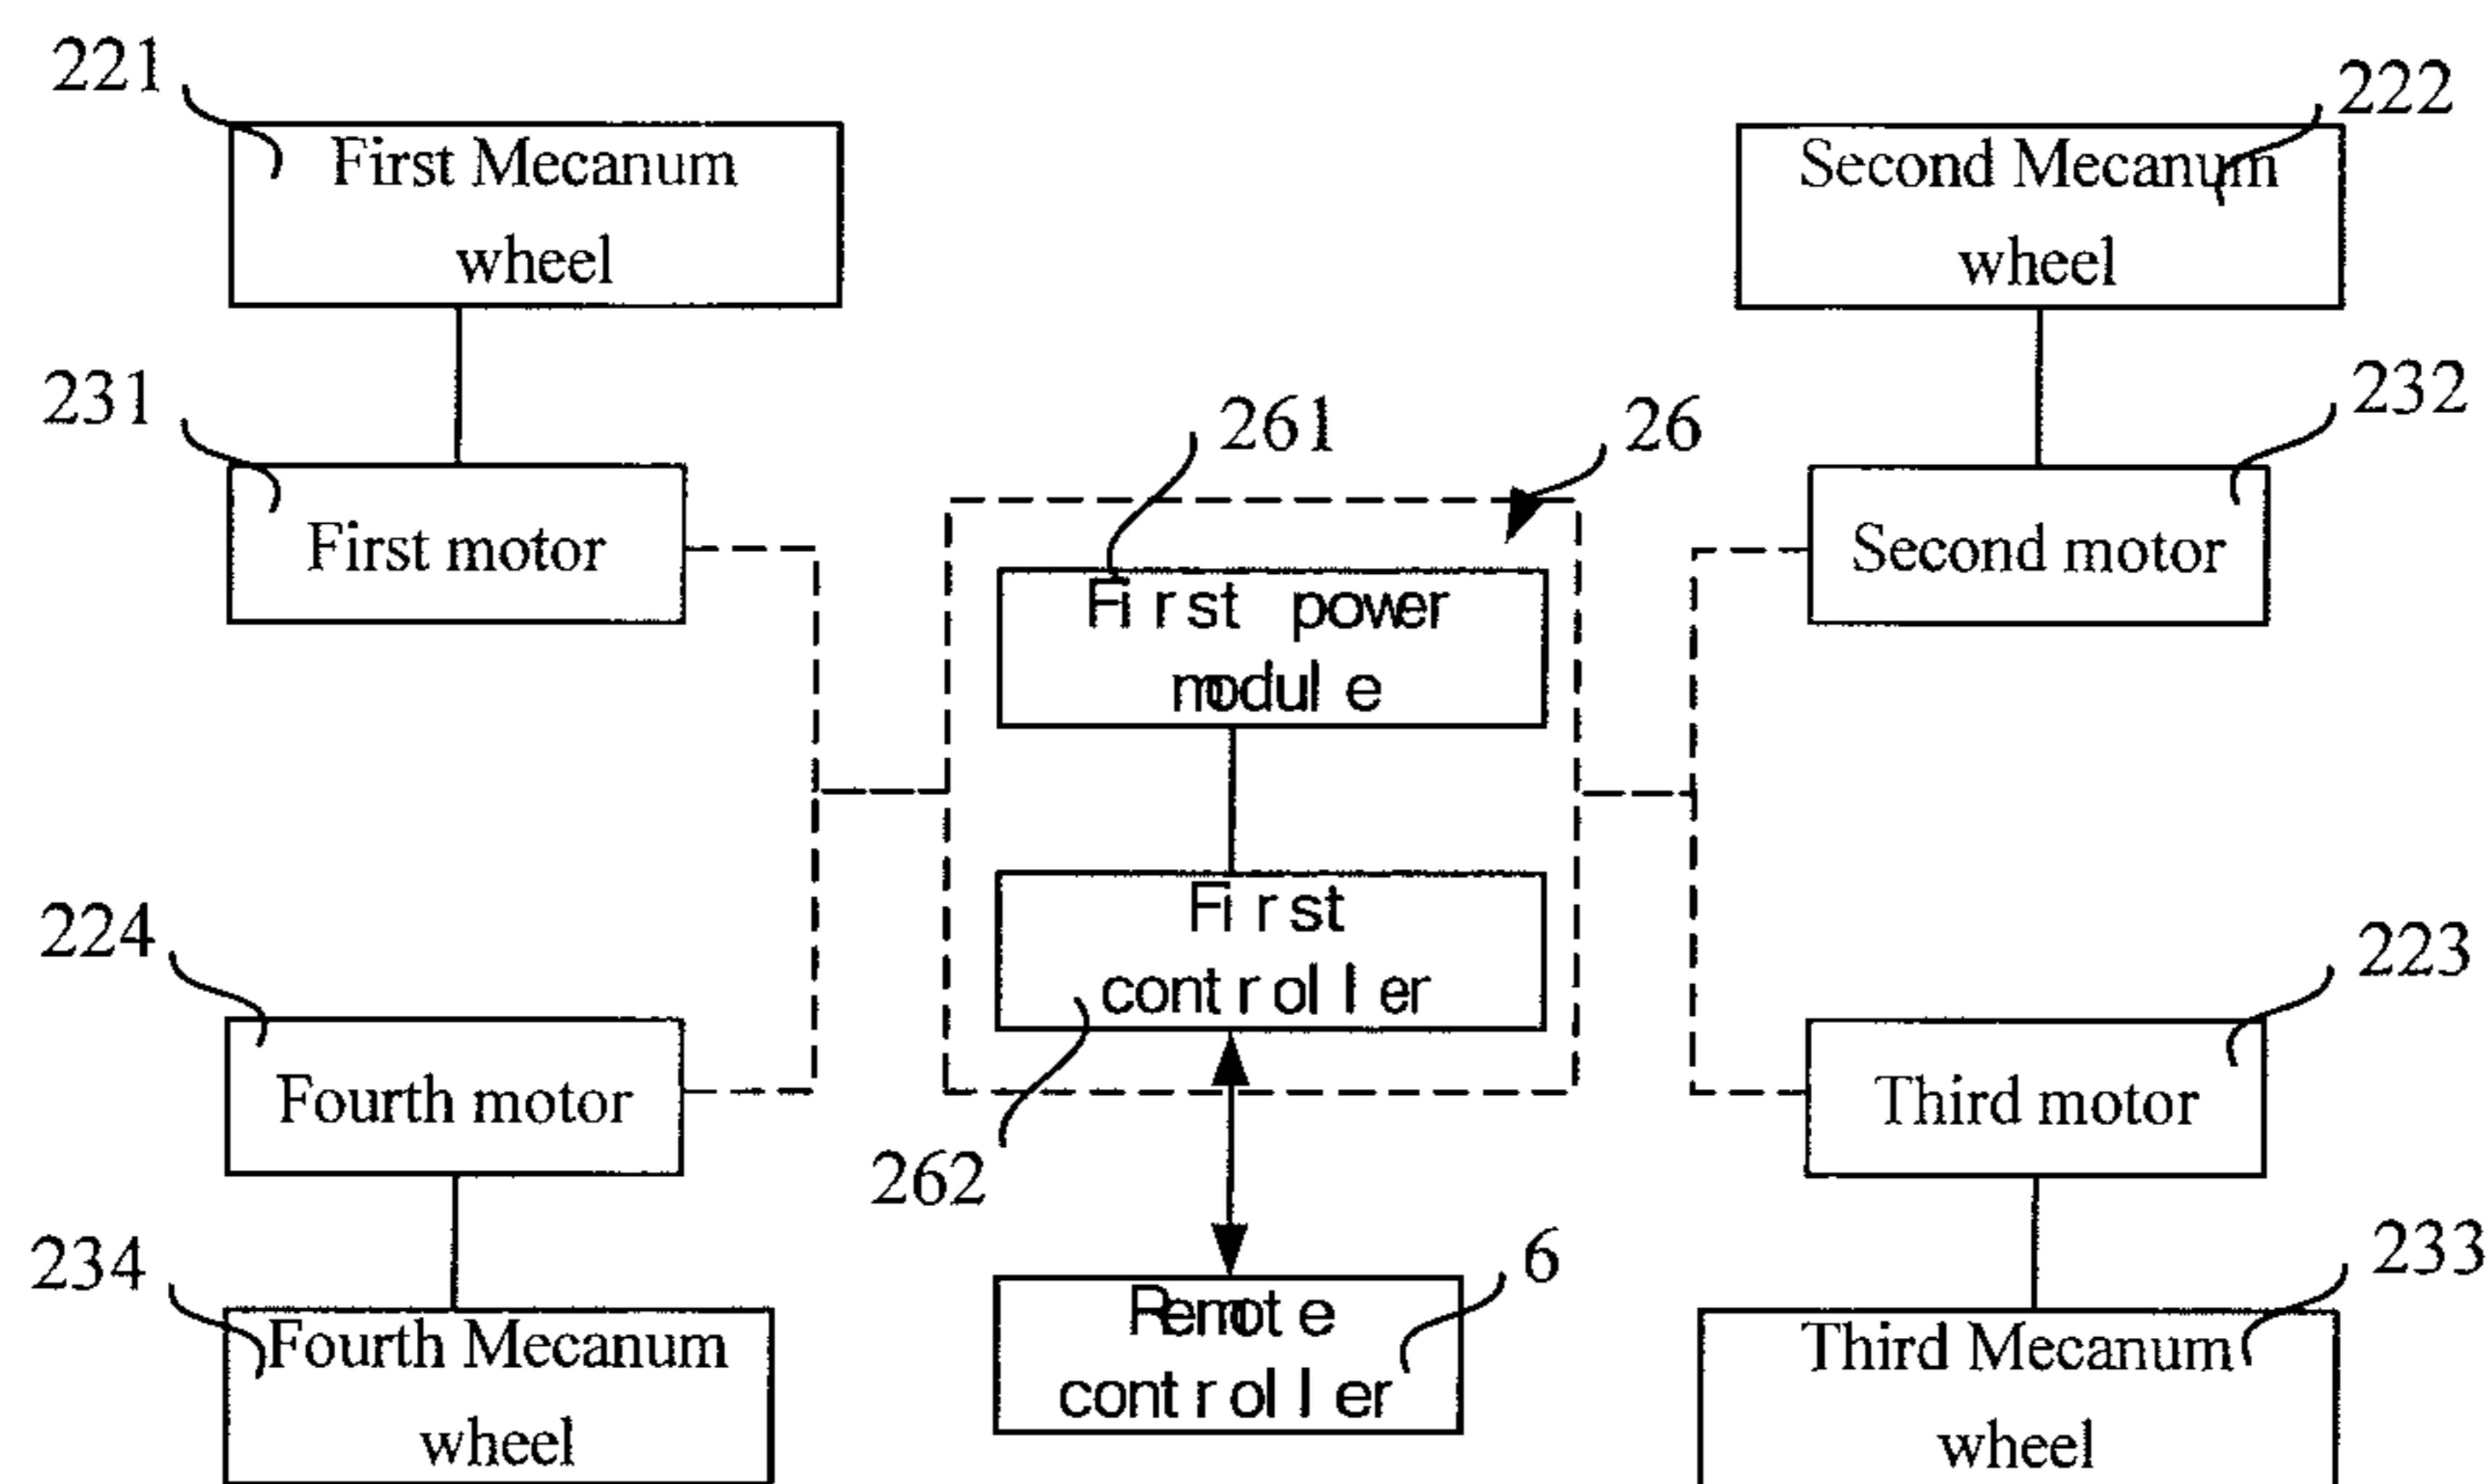 221
222
First Mecanum
wheel
Second Mecanum
wheel
231
261
26
232
First motor
Second motor
First power
module
First
controller
224
223
Fourth motor
Third motor
262
234
6
233
Fourth Mecanum
wheel
Remote
controller
Third Mecanum
wheel